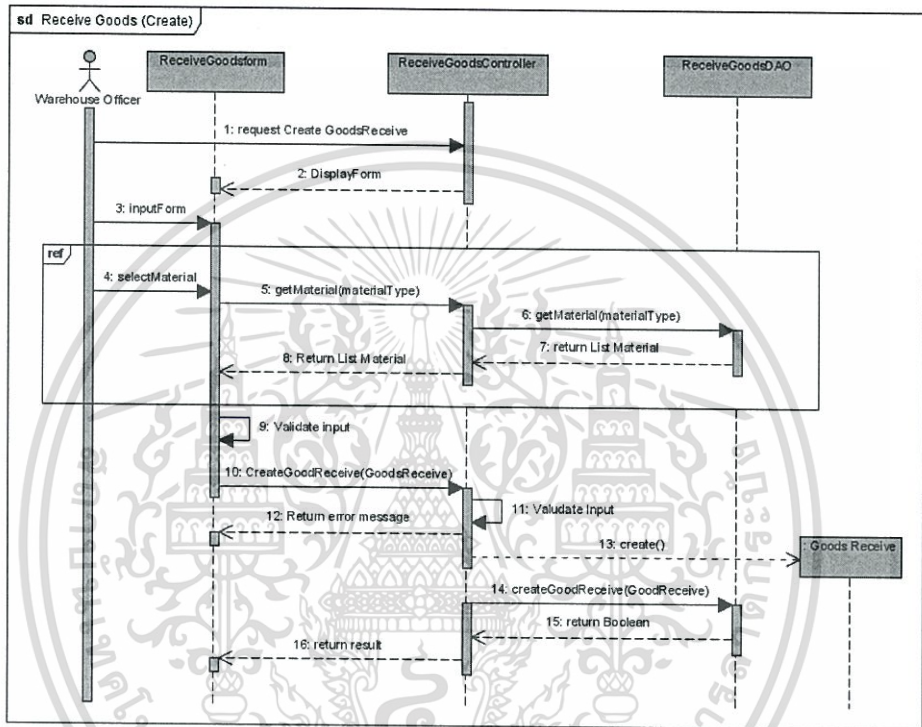 sd Receive Goods (Create)
ReceiveGoodsform
ReceiveGoodsController
ReceiveGoodsDAO
Warehouse Officer
1: request Create GoodsReceive
2: DisplayForm
3: inputForm
ref
4: selectMaterial
5: getMaterial(materialType)
6: getMaterial(materialType)
7: return List Material
8: Return List Material
9: Validate input
10: CreateGoodReceive(GoodsReceive)
11: Valudate Input
12: Return error message
13: create()
: Goods Receive
14: createGoodReceive(GoodReceive)
15: return Boolean
16: return result